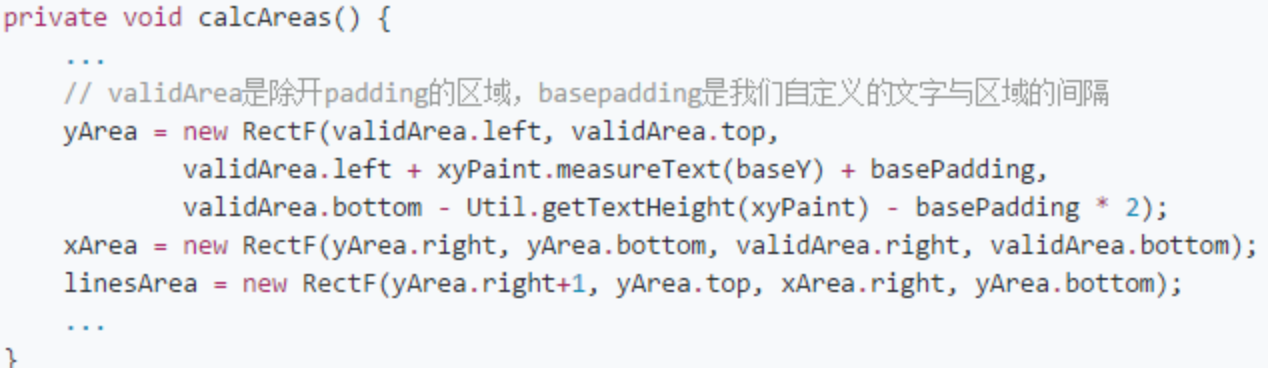 private void calcAreas() {
...
// validArea是除开padding的区域，basepadding是我们自定义的文字与区域的间隔
yArea = new RectF(validArea.left, validArea.top,
validArea.left + xyPaint.measureText(baseY) + basePadding,
validArea.bottom - Util.getTextHeight(xyPaint) - basePadding * 2);
xArea = new RectF(yArea.right, yArea.bottom, validArea.right, validArea.bottom);
linesArea = new RectF(yArea.right+1, yArea.top, xArea.right, yArea.bottom);
...
}